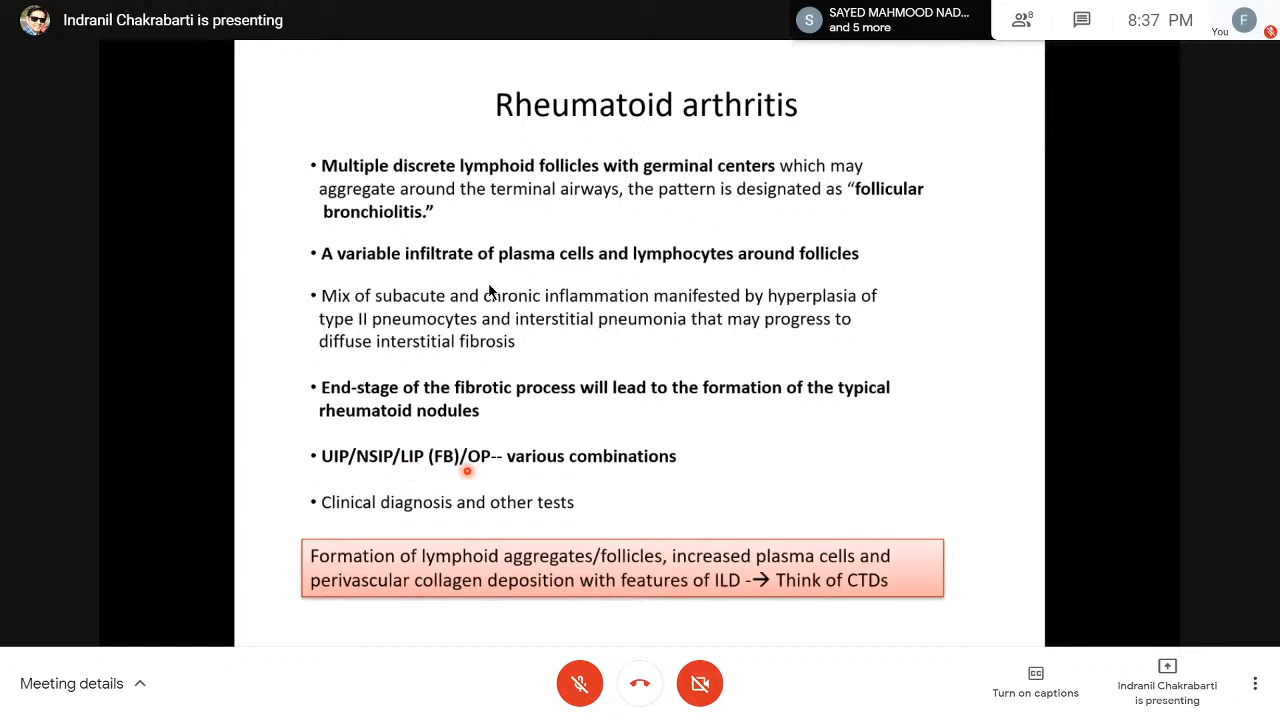 Indranil Chakrabarti is presenting
S
SAYED MAHMOOD NAD...
and 5 more
8
8:37 PM
You
F
Rheumatoid arthritis
• Multiple discrete lymphoid follicles with germinal centers which may
aggregate around the terminal airways, the pattern is designated as “follicular
bronchiolitis.”
• A variable infiltrate of plasma cells and lymphocytes around follicles
• Mix of subacute and chronic inflammation manifested by hyperplasia of
type II pneumocytes and interstitial pneumonia that may progress to
diffuse interstitial fibrosis
• End-stage of the fibrotic process will lead to the formation of the typical
rheumatoid nodules
• UIP/NSIP/LIP (FB)/OP-- various combinations
• Clinical diagnosis and other tests
Formation of lymphoid aggregates/follicles, increased plasma cells and
perivascular collagen deposition with features of ILD -→ Think of CTDs
Meeting details
CC
Turn on captions
Indranil Chakrabarti
is presenting